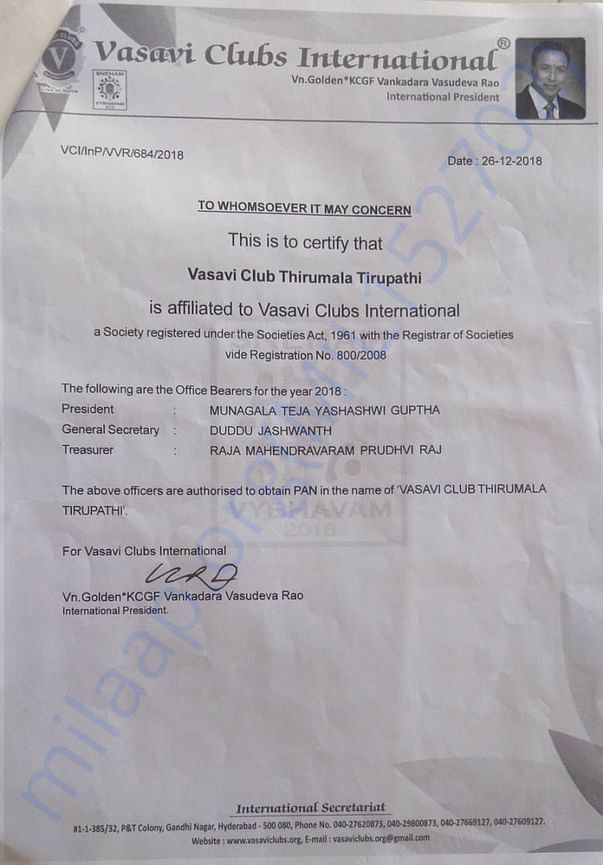 Vasavi Clubs International®
Vn.Golden*KCGF Vankadara Vasudeva Rao
International President
SNEHAM
VYBHAVAM
VCI/InP/VVR/684/2018
Date : 26-12-2018
TO WHOMSOEVER IT MAY CONCERN
This is to certify that
Vasavi Club Thirumala Tirupathi
is affiliated to Vasavi Clubs International
a Society registered under the Societies Act, 1961 with the Registrar of Societies
vide Registration No. 800/2008
The following are the Office Bearers for the year 2018 :
President : MUNAGALA TEJA YASHASHWI GUPTHA
General Secretary : DUDDU JASHWANTH
Treasurer : RAJA MAHENDRAVARAM PRUDHVI RAJ
The above officers are authorised to obtain PAN in the name of 'VASAVI CLUB THIRUMALA
TIRUPATHI'.
VYBHAVAM
2018
For Vasavi Clubs International
Vn.Golden*KCGF Vankadara Vasudeva Rao
International President.
International Secretariat
#1-1-385/32, P&T Colony, Gandhi Nagar, Hyderabad - 500 080, Phone No. 040-27620873, 040-29800873, 040-27669127, 040-27609127.
Website : www.vasaviclubs.org, E-mail : vasaviclubs.org@gmail.com